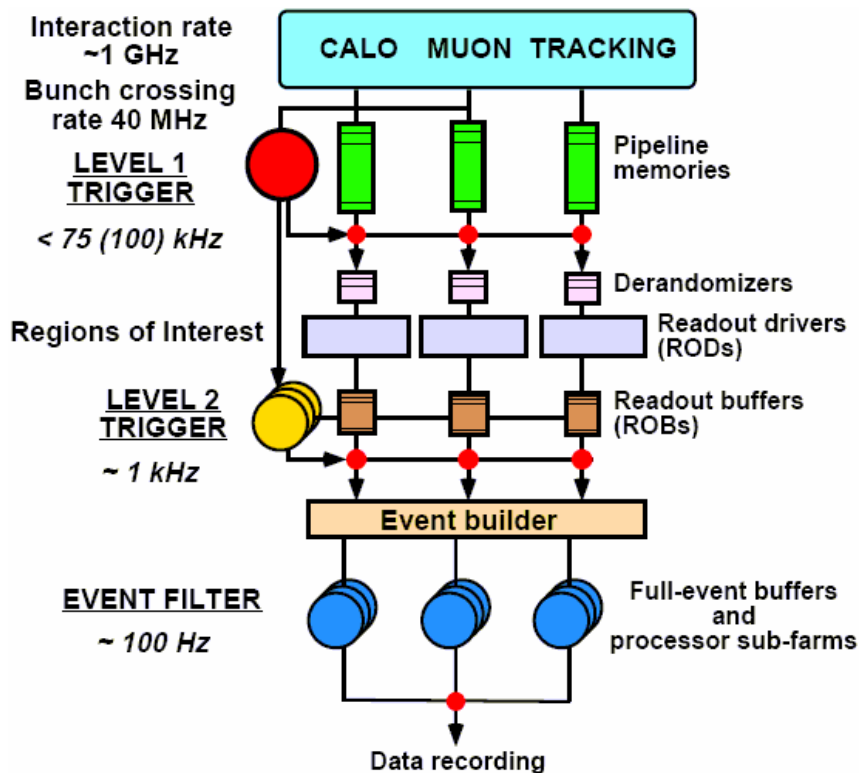 Interaction rate
~1 GHz
CALO MUON TRACKING
Bunch crossing
rate 40 MHz
LEVEL 1
TRIGGER
Pipeline
memories
< 75 (100) kHz
Derandomizers
Regions of Interest
Readout drivers
(RODs)
LEVEL 2
TRIGGER
Readout buffers
(ROBs)
~ 1 kHz
Event builder
EVENT FILTER
~ 100 Hz
Full-event buffers
and
processor sub-farms
Data recording